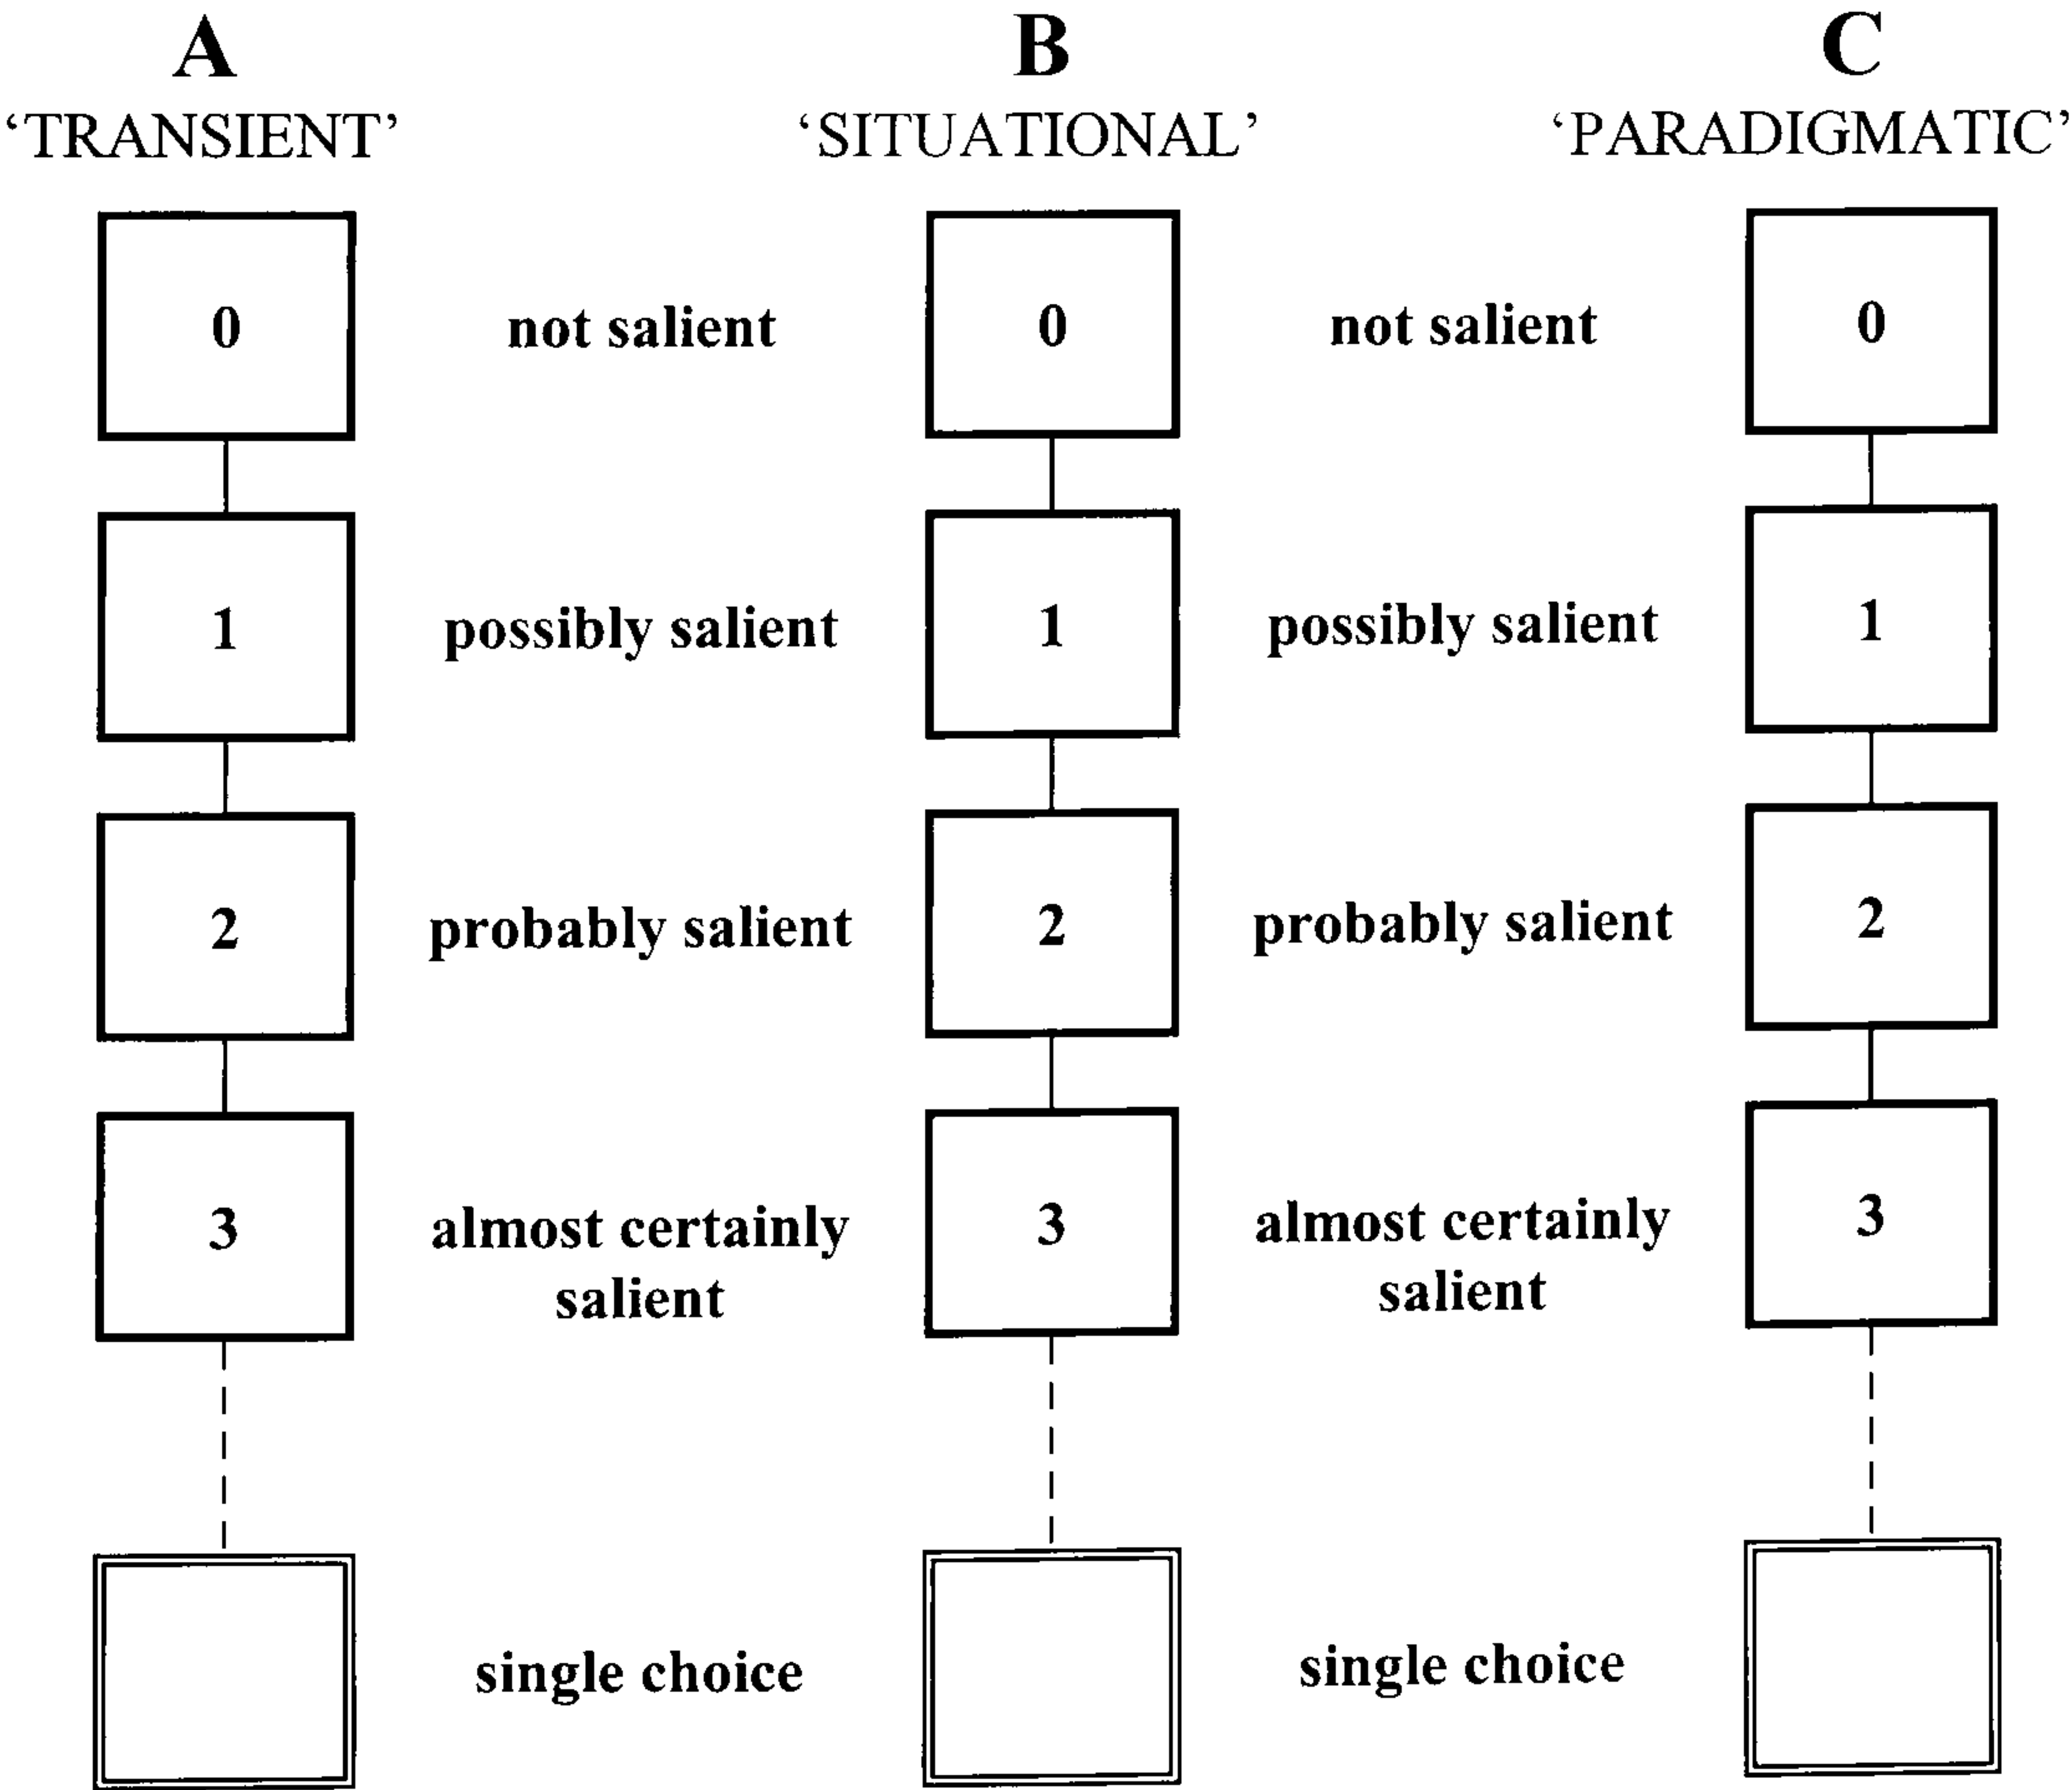 A B C
‘TRANSIENT’ ‘SITUATIONAL’ ‘PARADIGMATIC’
0 not salient 0 not salient 0
1 possibly salient 1 possibly salient 1
2 probably salient 2 probably salient 2
3 almost certainly 3 almost certainly 3
salient salient
single choice single choice